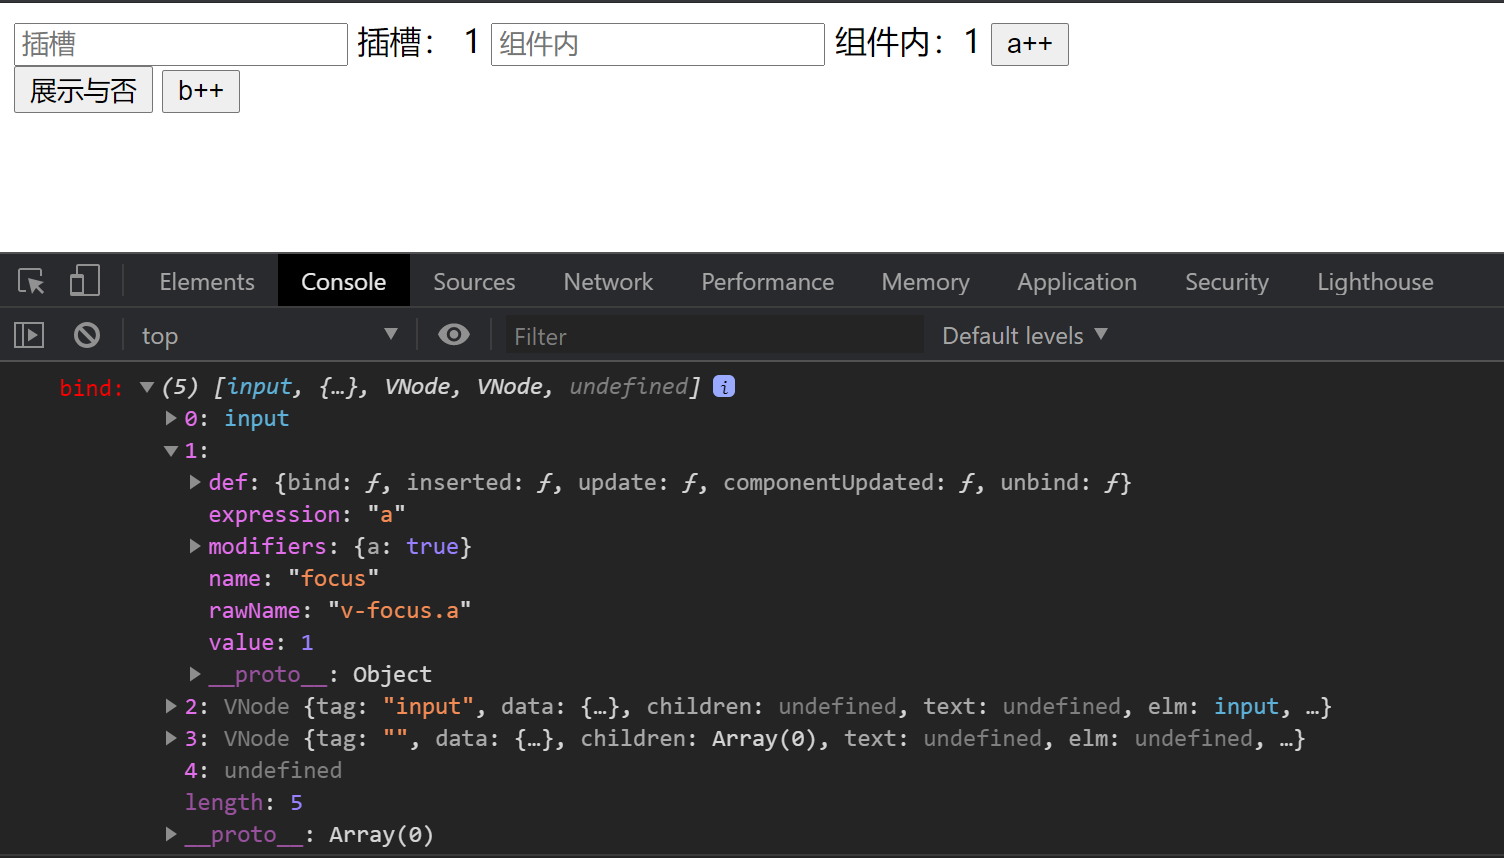 插槽 插槽： 1 组件内 组件内：1 a++
展示与否 b++
Elements Console Sources Network Performance Memory Application Security Lighthouse
top Filter Default levels
bind: (5) [input, {…}, VNode, VNode, undefined] i
0: input
1:
def: {bind: ƒ, inserted: ƒ, update: ƒ, componentUpdated: ƒ, unbind: ƒ}
expression: "a"
modifiers: {a: true}
name: "focus"
rawName: "v-focus.a"
value: 1
__proto__: Object
2: VNode {tag: "input", data: {…}, children: undefined, text: undefined, elm: input, …}
3: VNode {tag: "", data: {…}, children: Array(0), text: undefined, elm: undefined, …}
4: undefined
length: 5
__proto__: Array(0)